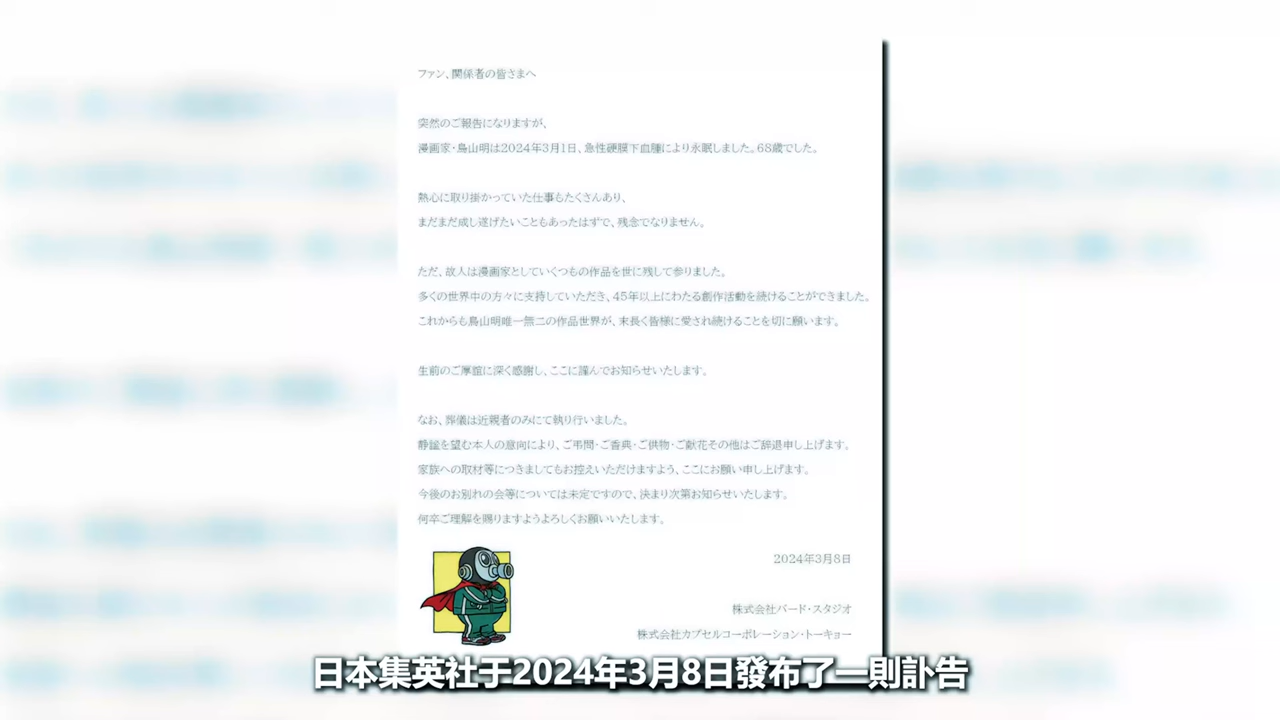 ファン、関係者の皆さまへ
突然のご報告になりますが、
漫画家・鳥山明は2024年3月1日、急性硬膜下血腫により永眠しました。68歳でした。
熱心に取り掛かっていた仕事もたくさんあり、
まだまだ成し遂げたいこともあったはずで、残念でなりません。
ただ、故人は漫画家としていくつもの作品を世に残して参りました。
多くの世界中の方々に支持していただき、45年以上にわたる創作活動を続けることができました。
これからも鳥山明唯一無二の作品世界が、末長く皆様に愛され続けることを切に願います。
生前のご厚誼に深く感謝し、ここに謹んでお知らせいたします。
なお、葬儀は近親者のみにて執り行いました。
静謐を望む本人の意向により、ご弔問・ご香典・ご供物・ご献花その他はご辞退申し上げます。
家族への取材等につきましてもお控えいただけますよう、ここにお願い申し上げます。
今後のお別れの会等については未定ですので、決まり次第お知らせいたします。
何卒ご理解を賜りますようよろしくお願いいたします。
2024年3月8日
株式会社バード・スタジオ
株式会社カプセルコーポレーション・トーキョー
日本集英社于2024年3月8日發布了一則訃告